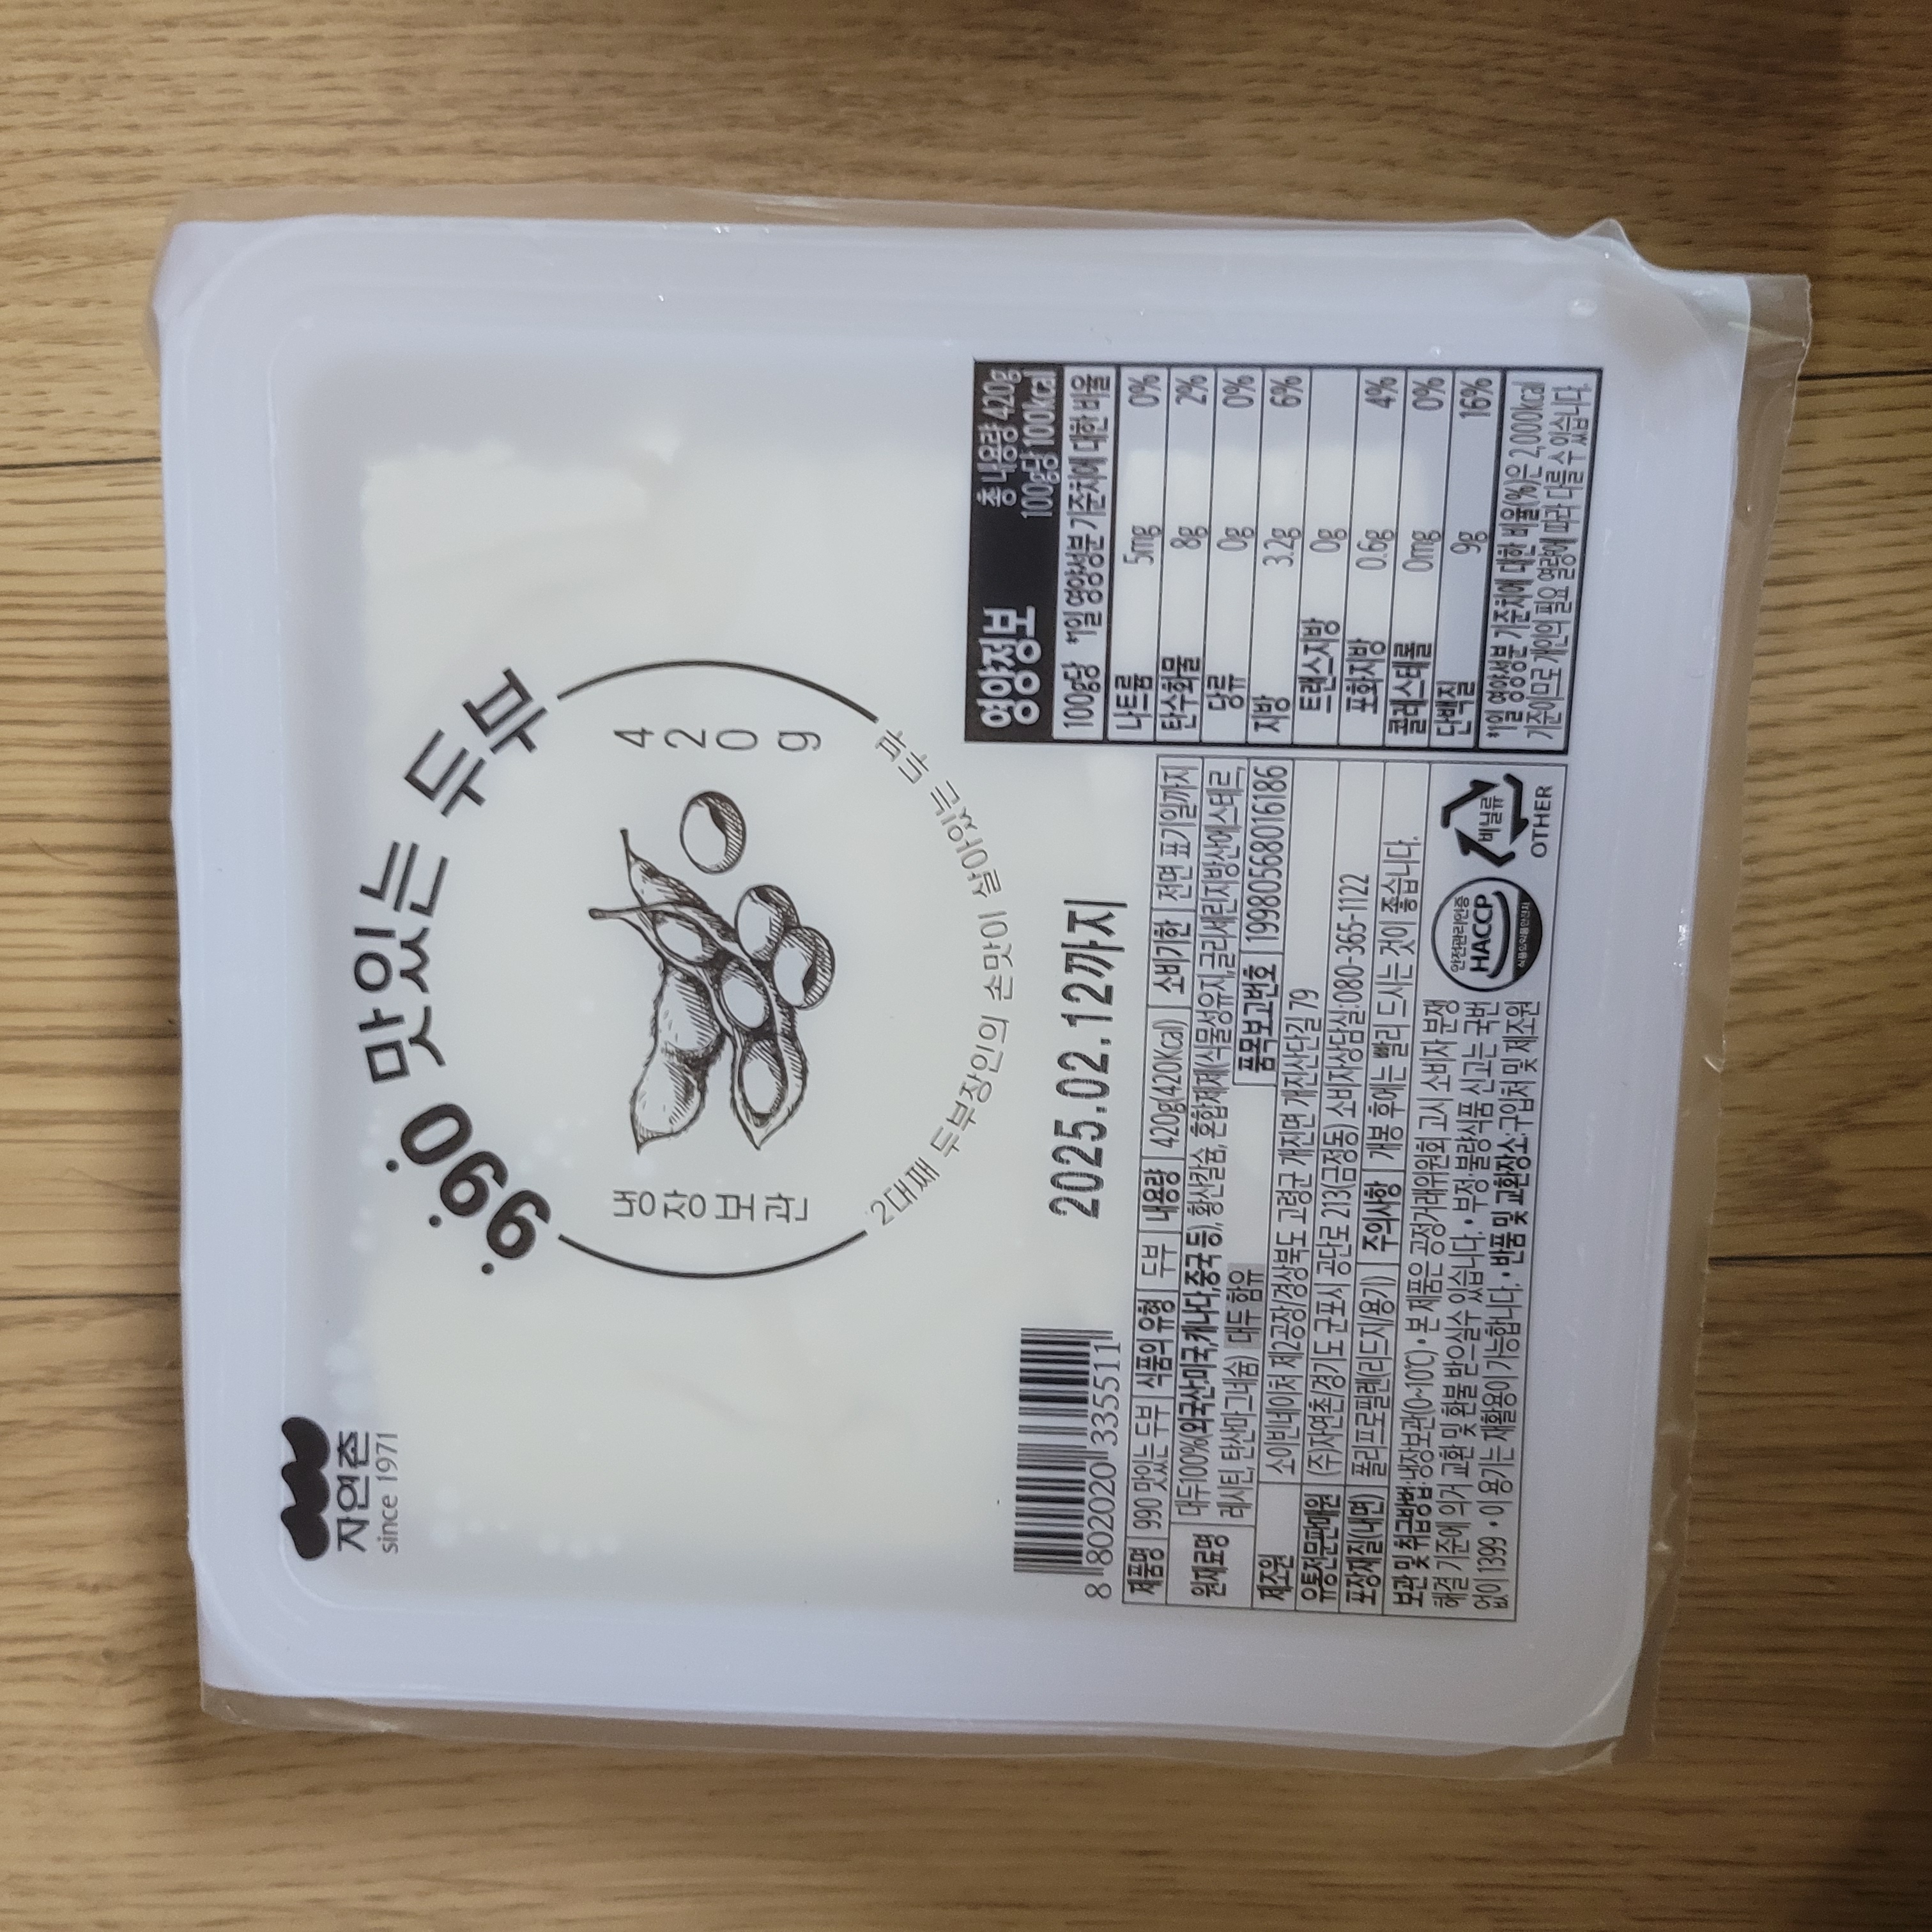 자연촌
since 1971
990 맛있는 두부
냉장보관
420g
2대째 두부장인의 손맛이 살아있는 두부
2025.02.12까지
8 802020 335511
제품명 990 맛있는 두부 식품의 유형 두부 내용량 420g(420Kcal) 소비기한 전면 표기일까지
원재료명 대두100%(외국산:미국,캐나다,중국 등), 황산칼슘, 혼합제제(식물성유지,글리세린지방산에스테르,
레시틴, 탄산마그네슘) 대두 함유 품목보고번호 19980568016186
제조원 소이빈네이처 제2공장/경상북도 고령군 개진면 개진산단길 79
유통전문판매원 (주)자연촌/경기도 군포시 공단로 213(금정동) 소비자상담실:080-365-1122
포장재질(내면) 폴리프로필렌(리드지/용기) 주의사항 개봉 후에는 빨리 드시는 것이 좋습니다.
보관 및 취급방법:냉장보관(0~10℃) • 본 제품은 공정거래위원회 고시 소비자 분쟁
해결 기준에 의거 교환 및 환불 받으실수 있습니다. • 부정·불량식품 신고는 국번
없이 1399 • 이 용기는 재활용이 가능합니다. • 반품 및 교환장소:구입처 및 제조원
안전관리인증
HACCP
식품의약품안전처
비닐류
OTHER
영양정보
총 내용량 420g
100g당 100kcal
100g당 *1일 영양성분 기준치에 대한 비율
나트륨 5mg 0%
탄수화물 8g 2%
당류 0g 0%
지방 3.2g 6%
트랜스지방 0g
포화지방 0.6g 4%
콜레스테롤 0mg 0%
단백질 9g 16%
*1일 영양성분 기준치에 대한 비율(%)은 2,000kcal
기준이므로 개인의 필요 열량에 따라 다를 수 있습니다.